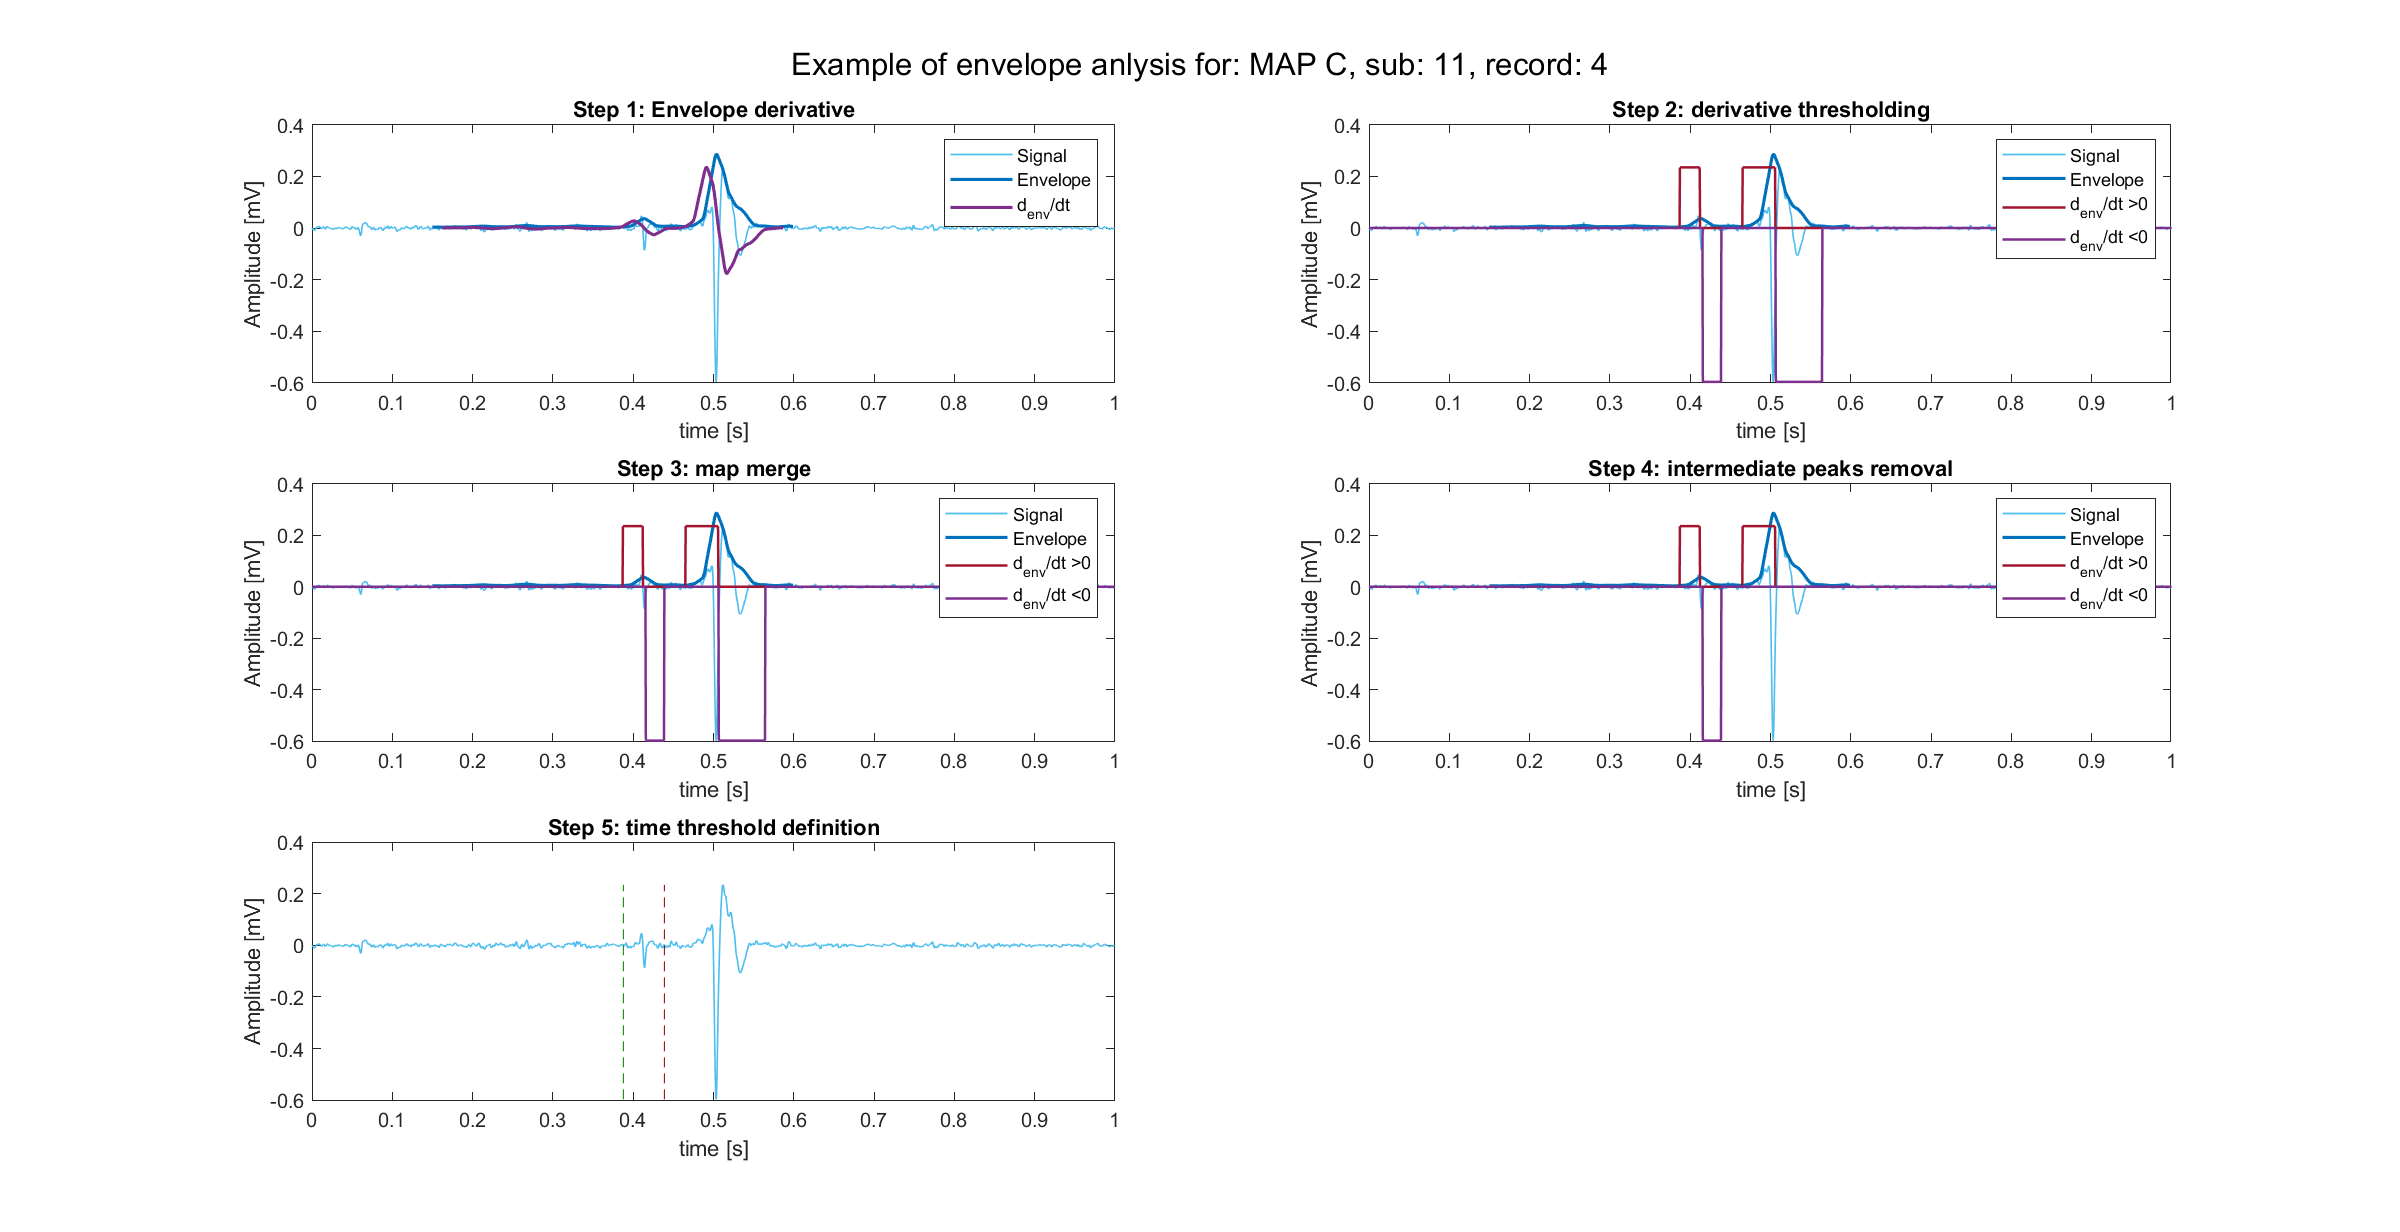 Example of envelope anlysis for: MAP C, sub: 11, record: 4
Step 1: Envelope derivative
0.4
0.2
0
-0.2
-0.4
-0.6
Amplitude [mV]
0 0.1 0.2 0.3 0.4 0.5 0.6 0.7 0.8 0.9 1
time [s]
Signal
Envelope
d_env/dt
Step 2: derivative thresholding
0.4
0.2
0
-0.2
-0.4
-0.6
Amplitude [mV]
0 0.1 0.2 0.3 0.4 0.5 0.6 0.7 0.8 0.9 1
time [s]
Signal
Envelope
d_env/dt >0
d_env/dt <0
Step 3: map merge
0.4
0.2
0
-0.2
-0.4
-0.6
Amplitude [mV]
0 0.1 0.2 0.3 0.4 0.5 0.6 0.7 0.8 0.9 1
time [s]
Signal
Envelope
d_env/dt >0
d_env/dt <0
Step 4: intermediate peaks removal
0.4
0.2
0
-0.2
-0.4
-0.6
Amplitude [mV]
0 0.1 0.2 0.3 0.4 0.5 0.6 0.7 0.8 0.9 1
time [s]
Signal
Envelope
d_env/dt >0
d_env/dt <0
Step 5: time threshold definition
0.4
0.2
0
-0.2
-0.4
-0.6
Amplitude [mV]
0 0.1 0.2 0.3 0.4 0.5 0.6 0.7 0.8 0.9 1
time [s]